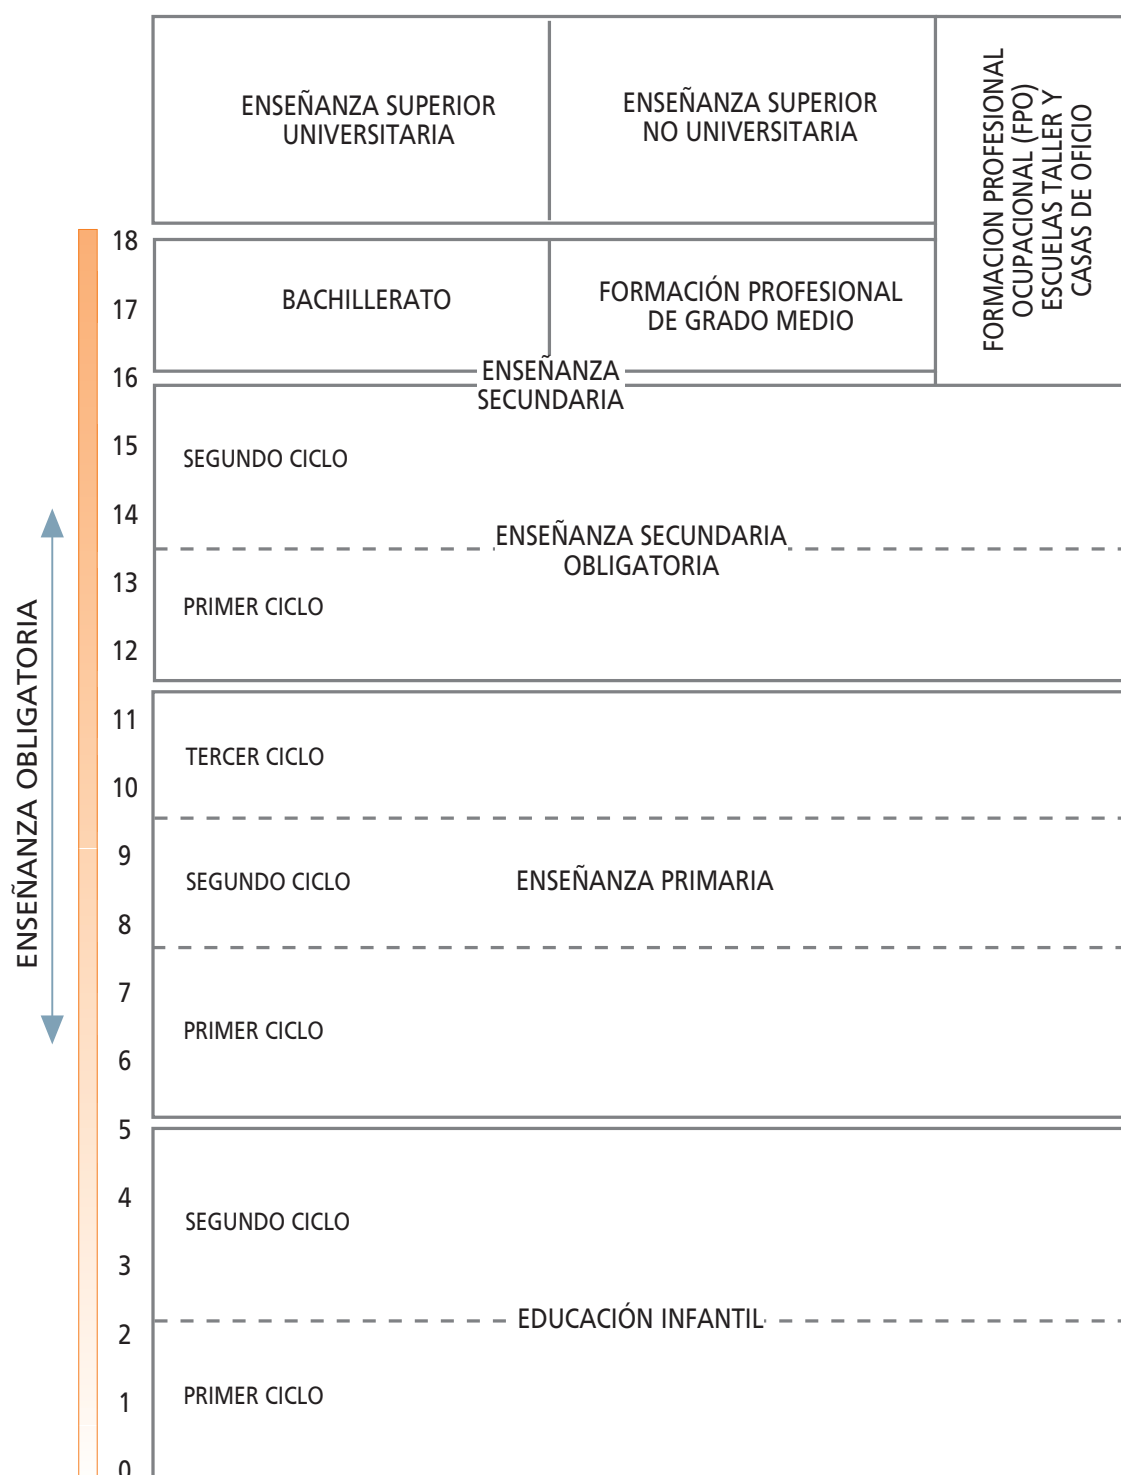 ENSEÑANZA SUPERIOR
UNIVERSITARIA
ENSEÑANZA SUPERIOR
NO UNIVERSITARIA
FORMACION PROFESIONAL
OCUPACIONAL (FPO)
ESCUELAS TALLER Y
CASAS DE OFICIO
18
17
16
BACHILLERATO
FORMACIÓN PROFESIONAL
DE GRADO MEDIO
ENSEÑANZA
SECUNDARIA
15
SEGUNDO CICLO
14
ENSEÑANZA SECUNDARIA
OBLIGATORIA
13
PRIMER CICLO
12
ENSEÑANZA OBLIGATORIA
11
TERCER CICLO
10
9
SEGUNDO CICLO
ENSEÑANZA PRIMARIA
8
7
PRIMER CICLO
6
5
4
SEGUNDO CICLO
3
EDUCACIÓN INFANTIL
2
PRIMER CICLO
1
0